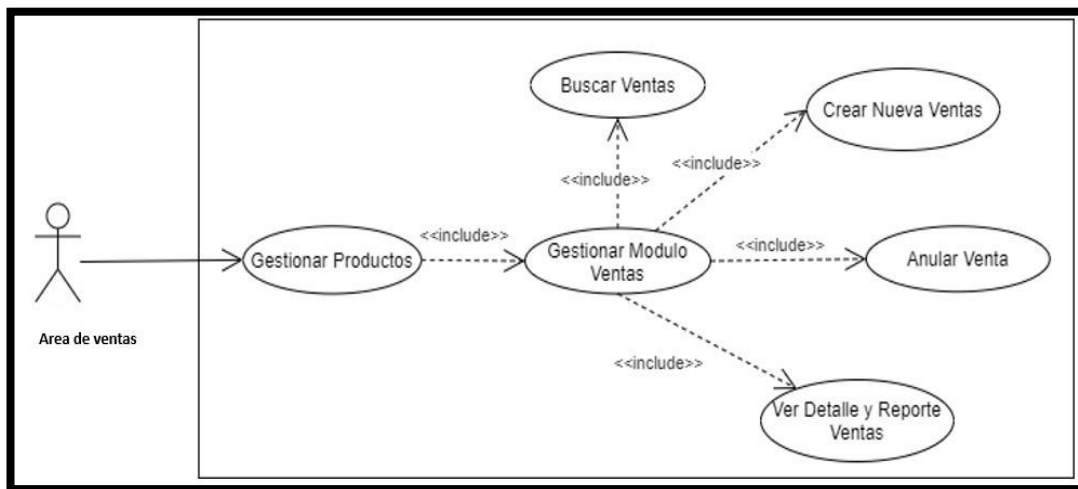 Buscar Ventas
Crear Nueva Ventas
<<include>>
<<include>>
<<include>>
<<include>>
Gestionar Productos
Gestionar Modulo
Ventas
Anular Venta
Area de ventas
<<include>>
Ver Detalle y Reporte
Ventas